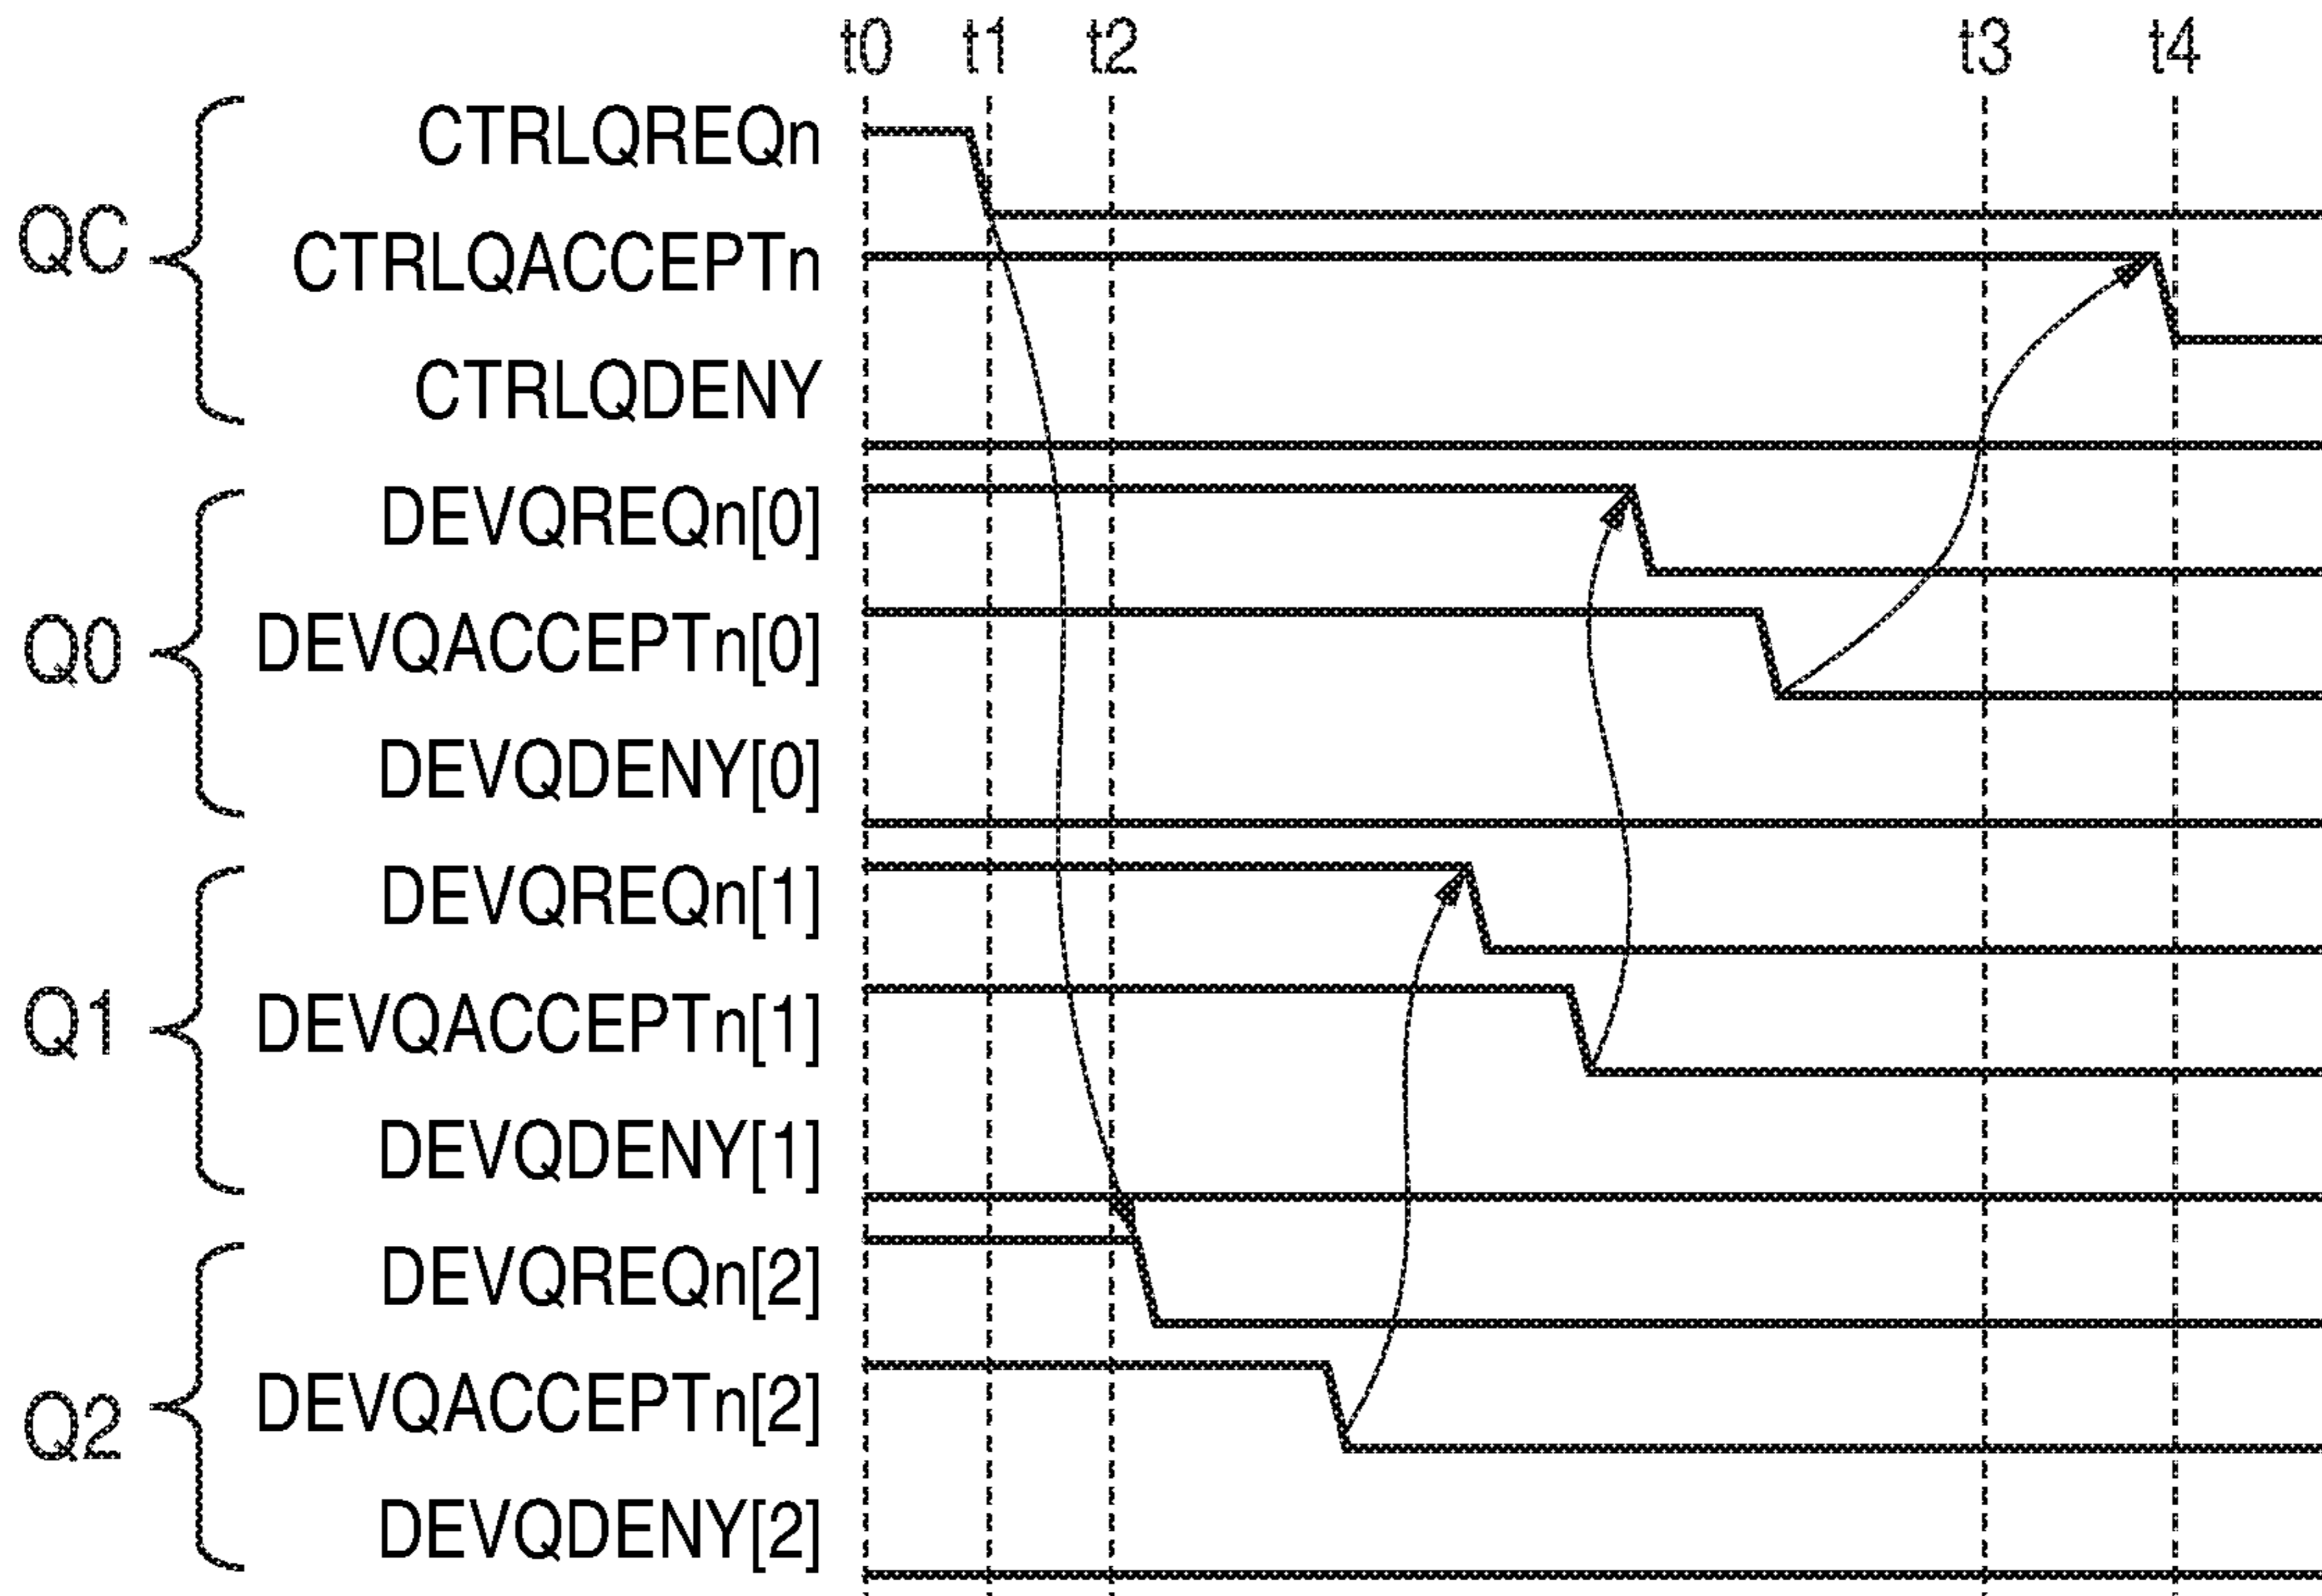 t0 t1 t2 t3 t4
CTRLQREQn
QC
CTRLQACCEPTn
CTRLQDENY
DEVQREQn[0]
Q0
DEVQACCEPTn[0]
DEVQDENY[0]
DEVQREQn[1]
Q1
DEVQACCEPTn[1]
DEVQDENY[1]
DEVQREQn[2]
Q2
DEVQACCEPTn[2]
DEVQDENY[2]